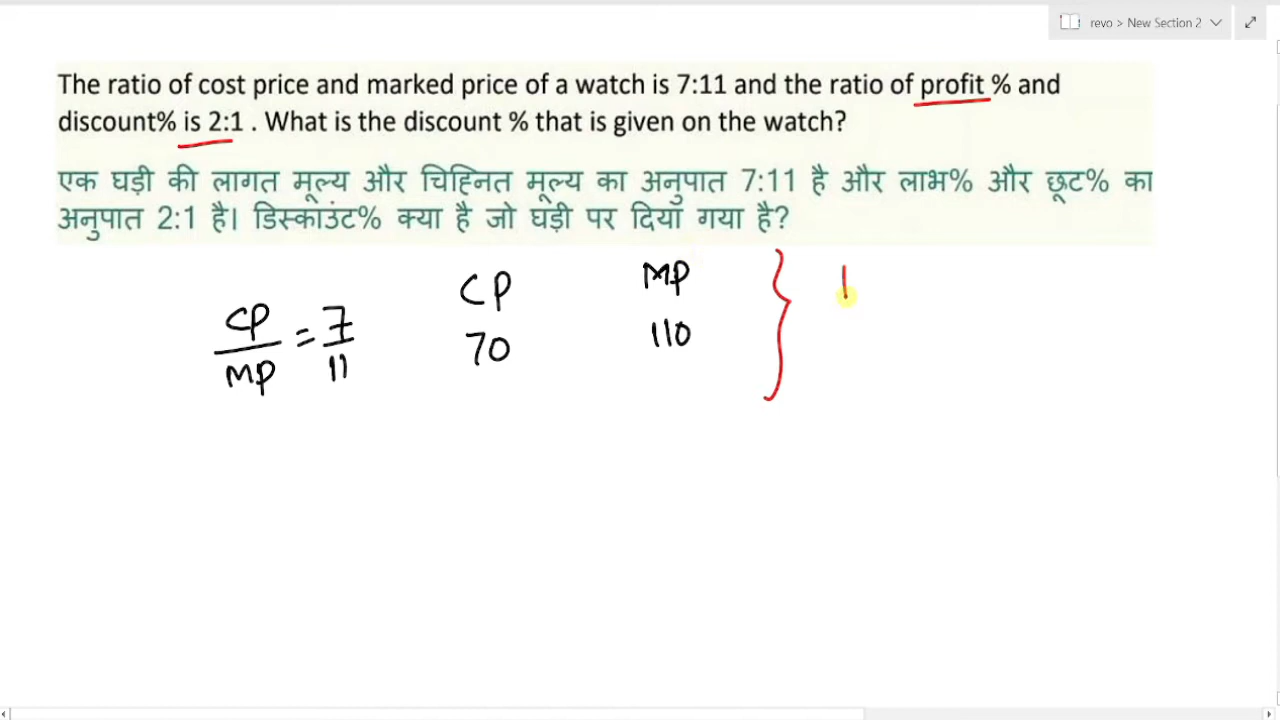 revo > New Section 2
The ratio of cost price and marked price of a watch is 7:11 and the ratio of profit % and
discount% is 2:1 . What is the discount % that is given on the watch?
एक घड़ी की लागत मूल्य और चिह्नित मूल्य का अनुपात 7:11 है और लाभ% और छूट% का
अनुपात 2:1 है। डिस्काउंट% क्या है जो घड़ी पर दिया गया है?
CP MP
CP/MP = 7/11 70 110